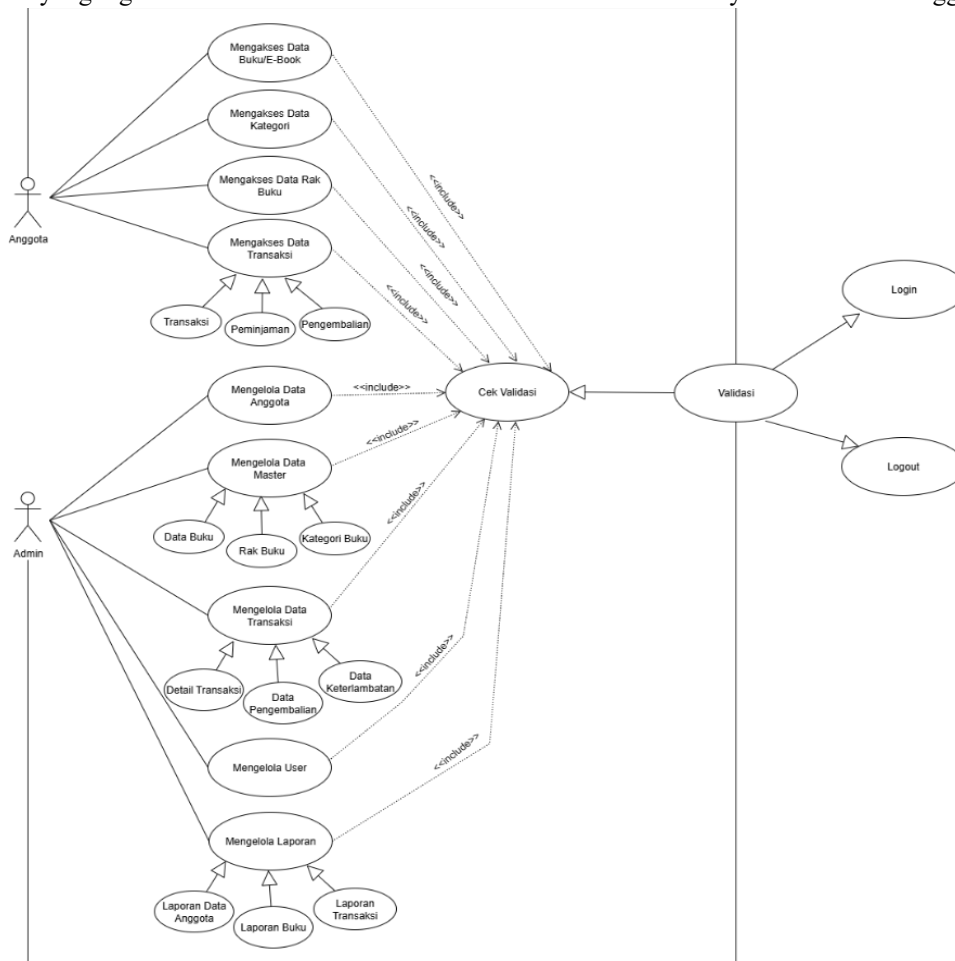 Mengakses Data
Buku/E-Book
Mengakses Data
Kategori
Mengakses Data Rak
Buku
Mengakses Data
Transaksi
Anggota
Transaksi
Peminjaman
Pengembalian
<<include>>
<<include>>
<<include>>
<<include>>
Login
Mengelola Data
Anggota
<<include>>
Cek Validasi
Validasi
Mengelola Data
Master
<<include>>
Logout
Data Buku
Rak Buku
Kategori Buku
<<include>>
Admin
Mengelola Data
Transaksi
Detail Transaksi
Data
Pengembalian
Data
Keterlambatan
<<include>>
Mengelola User
<<include>>
Mengelola Laporan
Laporan Data
Anggota
Laporan Buku
Laporan
Transaksi